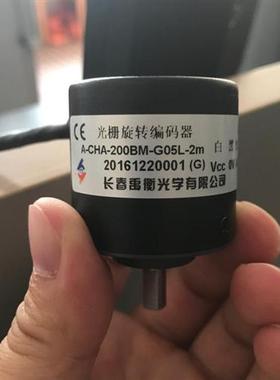 CE
光栅旋转编码器
A-CHA-200BM-G05L-2m
20161220001 (G)
长春禹衡光学有限公司
白
Vcc 0V